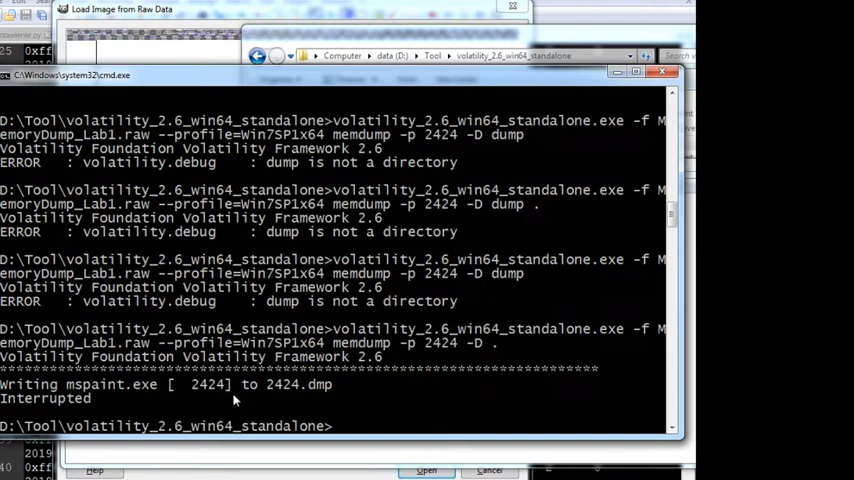 Load Image from Raw Data
Computer
data (D:)
Tool
volatility_2.6_win64_standalone
Search
C:\Windows\system32\cmd.exe
D:\Tool\volatility_2.6_win64_standalone>volatility_2.6_win64_standalone.exe -f M
emoryDump_Lab1.raw --profile=Win7SP1x64 memdump -p 2424 -D dump
Volatility Foundation Volatility Framework 2.6
ERROR   : volatility.debug    : dump is not a directory
D:\Tool\volatility_2.6_win64_standalone>volatility_2.6_win64_standalone.exe -f M
emoryDump_Lab1.raw --profile=Win7SP1x64 memdump -p 2424 -D dump .
Volatility Foundation Volatility Framework 2.6
ERROR   : volatility.debug    : dump is not a directory
D:\Tool\volatility_2.6_win64_standalone>volatility_2.6_win64_standalone.exe -f M
emoryDump_Lab1.raw --profile=Win7SP1x64 memdump -p 2424 -D dump
Volatility Foundation Volatility Framework 2.6
ERROR   : volatility.debug    : dump is not a directory
D:\Tool\volatility_2.6_win64_standalone>volatility_2.6_win64_standalone.exe -f M
emoryDump_Lab1.raw --profile=Win7SP1x64 memdump -p 2424 -D .
Volatility Foundation Volatility Framework 2.6
************************************************************************
Writing mspaint.exe [  2424] to 2424.dmp
Interrupted
D:\Tool\volatility_2.6_win64_standalone>
25 0xff
2019
0xff
2019
40 0xff
2019
Help
Open
Cancel